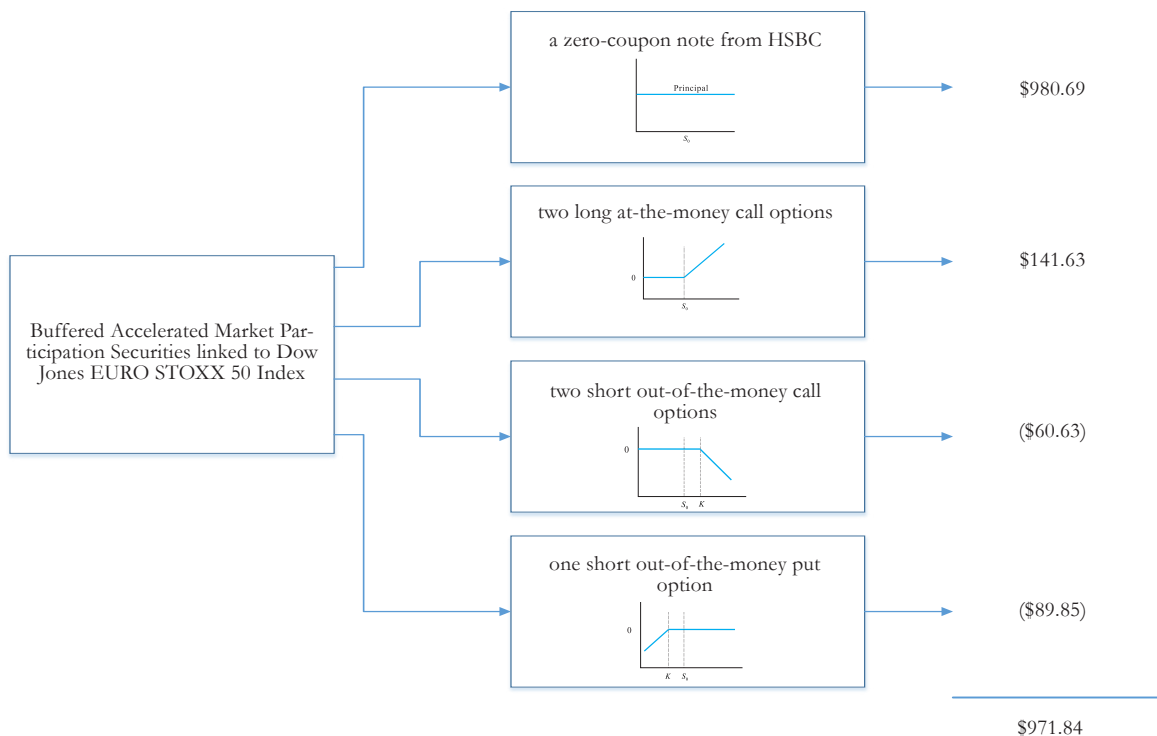 a zero-coupon note from HSBC
Principal
S0
$980.69
two long at-the-money call options
0
S0
$141.63
Buffered Accelerated Market Par-
ticipation Securities linked to Dow
Jones EURO STOXX 50 Index
two short out-of-the-money call
options
0
S0 K
($60.63)
one short out-of-the-money put
option
0
K S0
($89.85)
$971.84